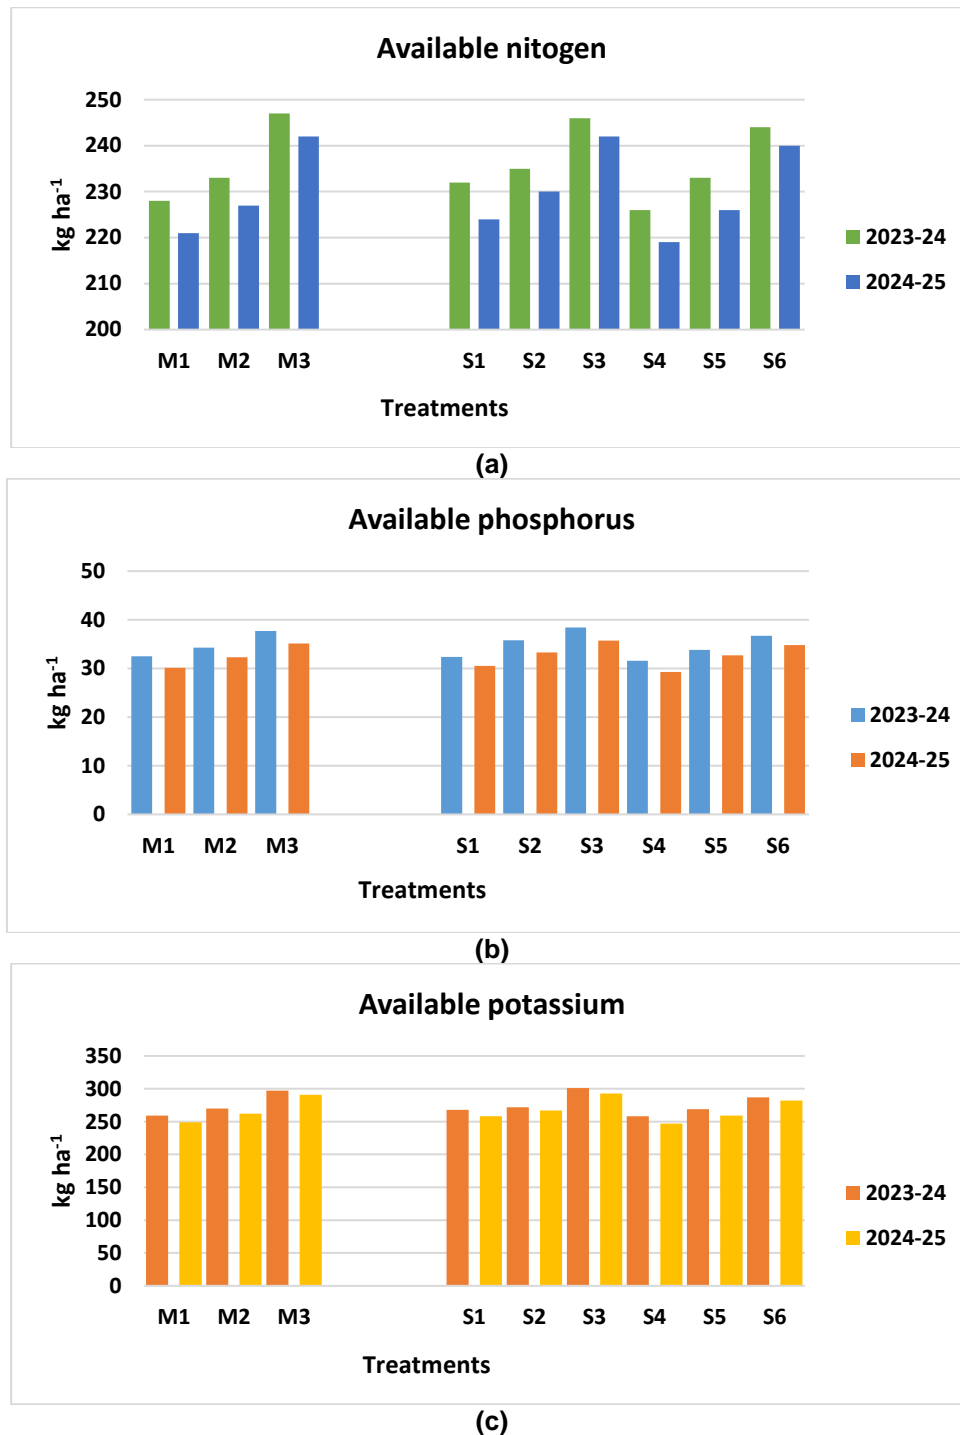 Available nitogen
250
240
230
220
210
200
kg ha-1
M1 M2 M3 S1 S2 S3 S4 S5 S6
Treatments
2023-24
2024-25
(a)
Available phosphorus
50
40
30
20
10
0
kg ha-1
M1 M2 M3 S1 S2 S3 S4 S5 S6
Treatments
2023-24
2024-25
(b)
Available potassium
350
300
250
200
150
100
50
0
kg ha-1
M1 M2 M3 S1 S2 S3 S4 S5 S6
Treatments
2023-24
2024-25
(c)